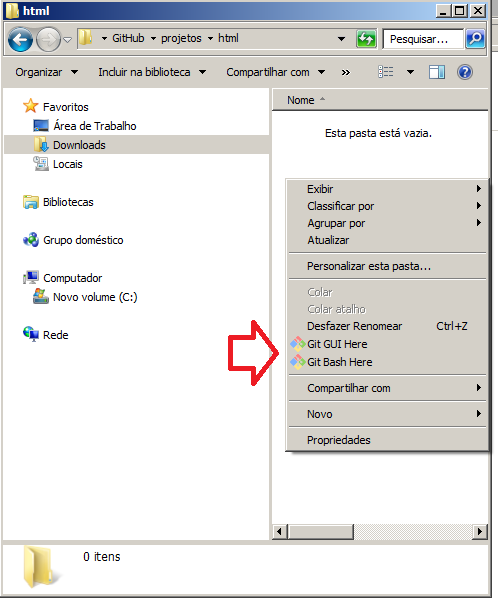 html
GitHub projetos html
Pesquisar...
Organizar
Incluir na biblioteca
Compartilhar com
»
Favoritos
Área de Trabalho
Downloads
Locais
Bibliotecas
Grupo doméstico
Computador
Novo volume (C:)
Rede
Nome
Esta pasta está vazia.
Exibir
Classificar por
Agrupar por
Atualizar
Personalizar esta pasta...
Colar
Colar atalho
Desfazer Renomear Ctrl+Z
Git GUI Here
Git Bash Here
Compartilhar com
Novo
Propriedades
0 itens